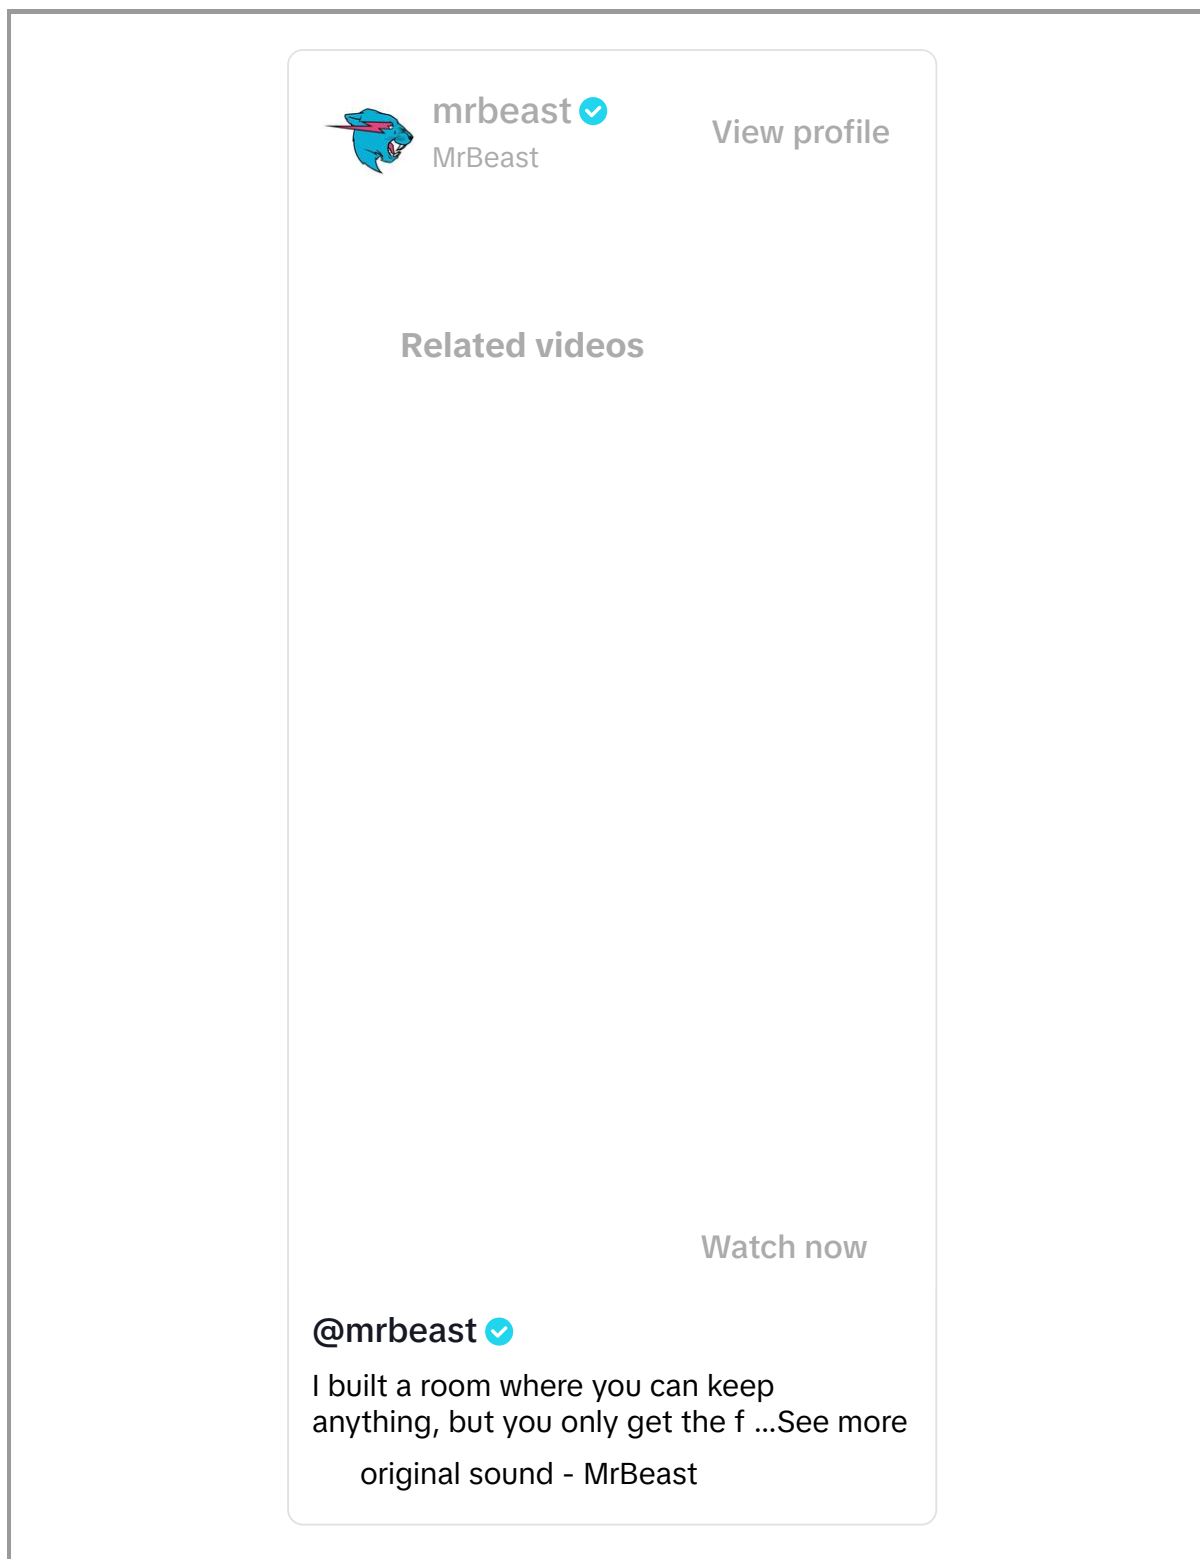 mrbeast
View profile
MrBeast
Related videos
Watch now
@mrbeast
I built a room where you can keep
anything, but you only get the f ...See more
original sound - MrBeast